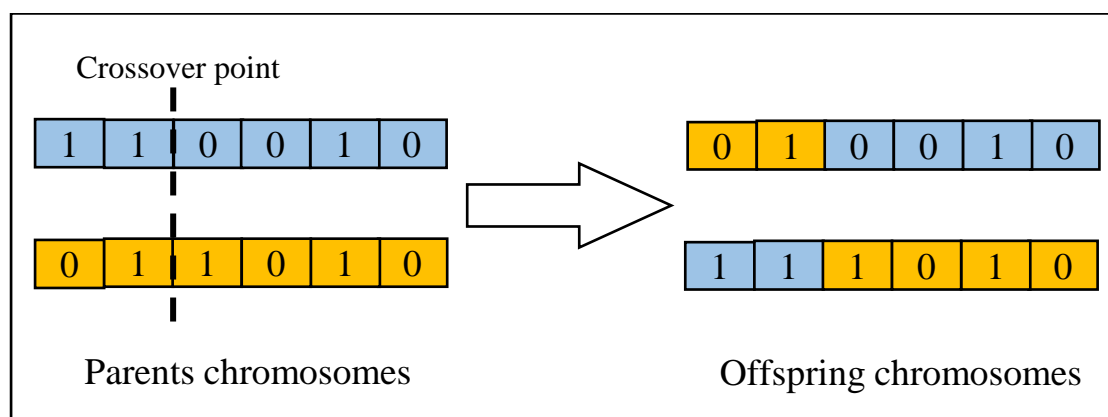 Crossover point
1 1 0 0 1 0
0 1 1 0 1 0
Parents chromosomes
0 1 0 0 1 0
1 1 1 0 1 0
Offspring chromosomes